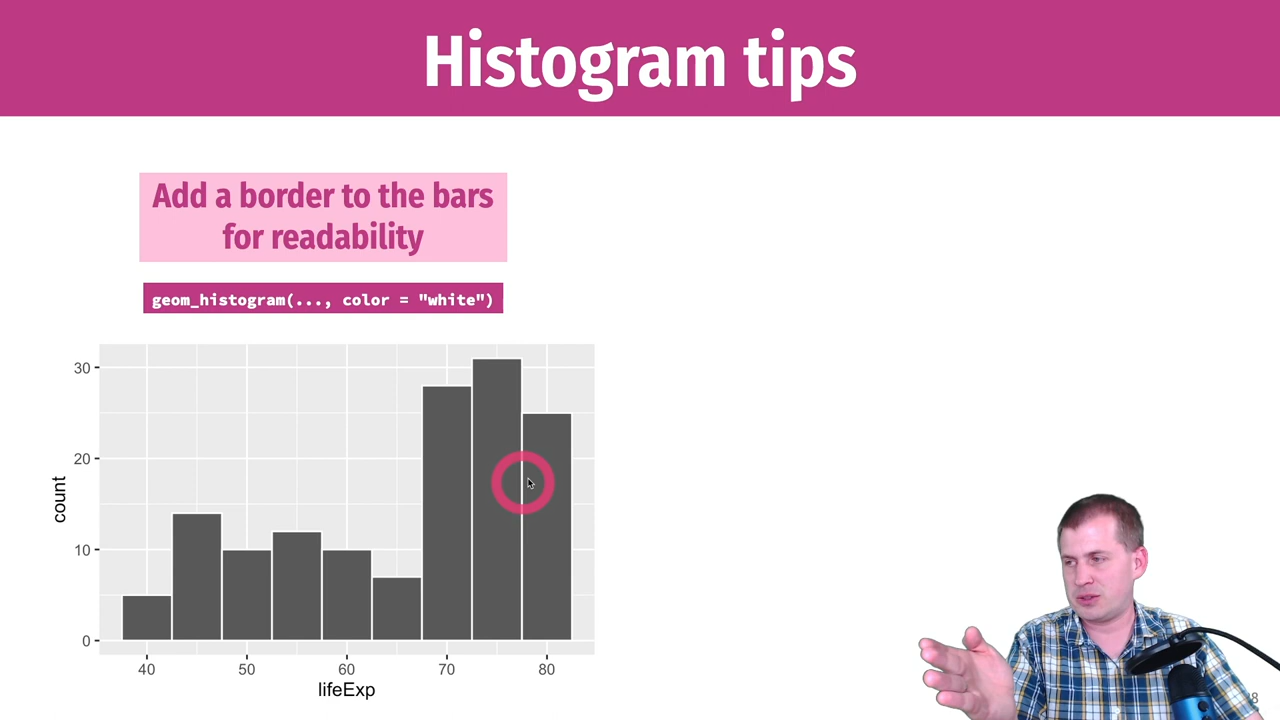 Histogram tips
Add a border to the bars
for readability
geom_histogram(..., color = "white")
30
20
10
0
count
40 50 60 70 80
lifeExp